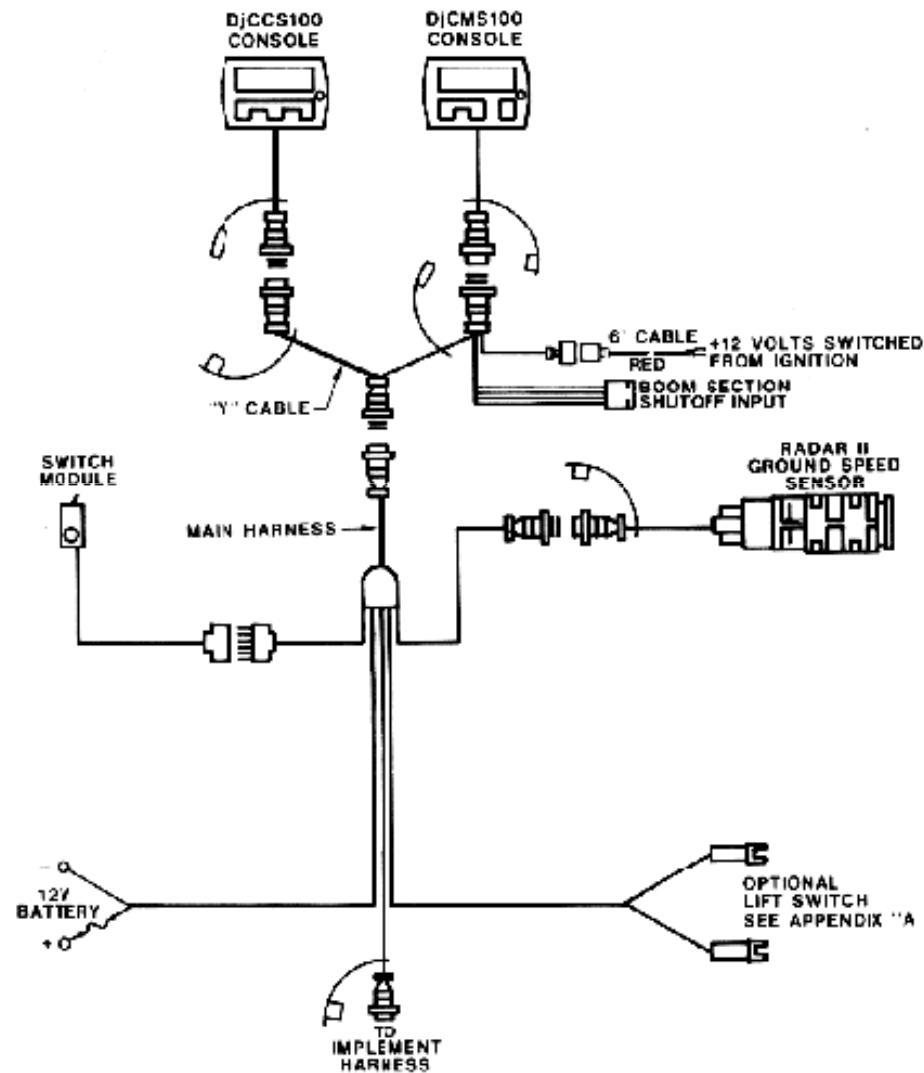 DjCCS100
CONSOLE
DjCMS100
CONSOLE
6' CABLE
RED
+12 VOLTS SWITCHED
FROM IGNITION
BOOM SECTION
SHUTOFF INPUT
"Y" CABLE
RADAR II
GROUND SPEED
SENSOR
SWITCH
MODULE
MAIN HARNESS
-
12V
BATTERY
+
OPTIONAL
LIFT SWITCH
SEE APPENDIX "A
TO
IMPLEMENT
HARNESS